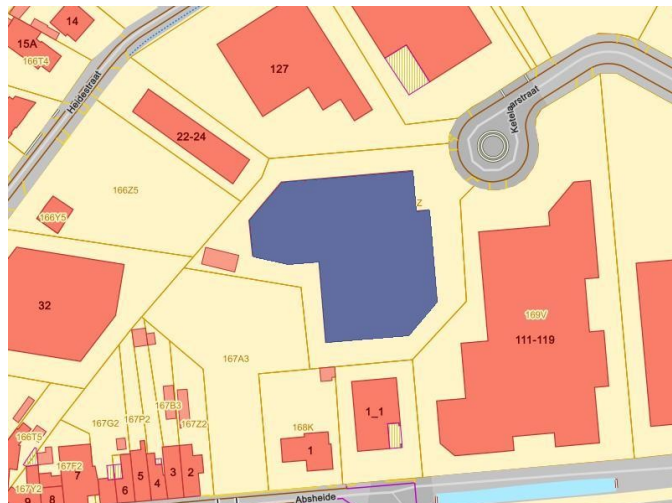 14
15A
166T4
127
Heidestraat
Ketelaarstraat
22-24
166Z5
Z
166Y5
32
169V
111-119
167A3
167B3
167P2
167G2
167Z2
168K
1_1
166T5
1
167F2
7
5
3
2
6
4
167Y2
9
8
Absheide